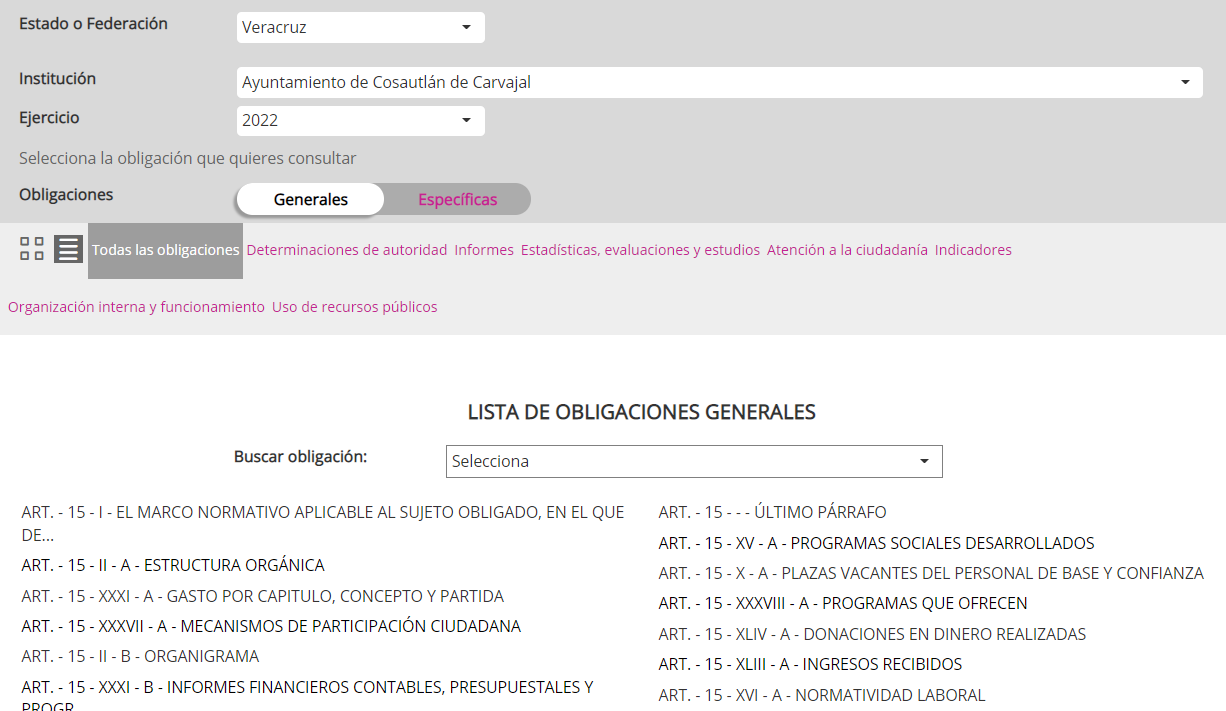 Estado o Federación
Veracruz
Institución
Ayuntamiento de Cosautlán de Carvajal
Ejercicio
2022
Selecciona la obligación que quieres consultar
Obligaciones
Generales
Específicas
Todas las obligaciones Determinaciones de autoridad Informes Estadísticas, evaluaciones y estudios Atención a la ciudadanía Indicadores
Organización interna y funcionamiento Uso de recursos públicos
LISTA DE OBLIGACIONES GENERALES
Buscar obligación:
Selecciona
ART. - 15 - I - EL MARCO NORMATIVO APLICABLE AL SUJETO OBLIGADO, EN EL QUE
DE...
ART. - 15 - II - A - ESTRUCTURA ORGÁNICA
ART. - 15 - XXXI - A - GASTO POR CAPITULO, CONCEPTO Y PARTIDA
ART. - 15 - XXXVII - A - MECANISMOS DE PARTICIPACIÓN CIUDADANA
ART. - 15 - II - B - ORGANIGRAMA
ART. - 15 - XXXI - B - INFORMES FINANCIEROS CONTABLES, PRESUPUESTALES Y
PROGR
ART. - 15 - - - ÚLTIMO PÁRRAFO
ART. - 15 - XV - A - PROGRAMAS SOCIALES DESARROLLADOS
ART. - 15 - X - A - PLAZAS VACANTES DEL PERSONAL DE BASE Y CONFIANZA
ART. - 15 - XXXVIII - A - PROGRAMAS QUE OFRECEN
ART. - 15 - XLIV - A - DONACIONES EN DINERO REALIZADAS
ART. - 15 - XLIII - A - INGRESOS RECIBIDOS
ART. - 15 - XVI - A - NORMATIVIDAD LABORAL